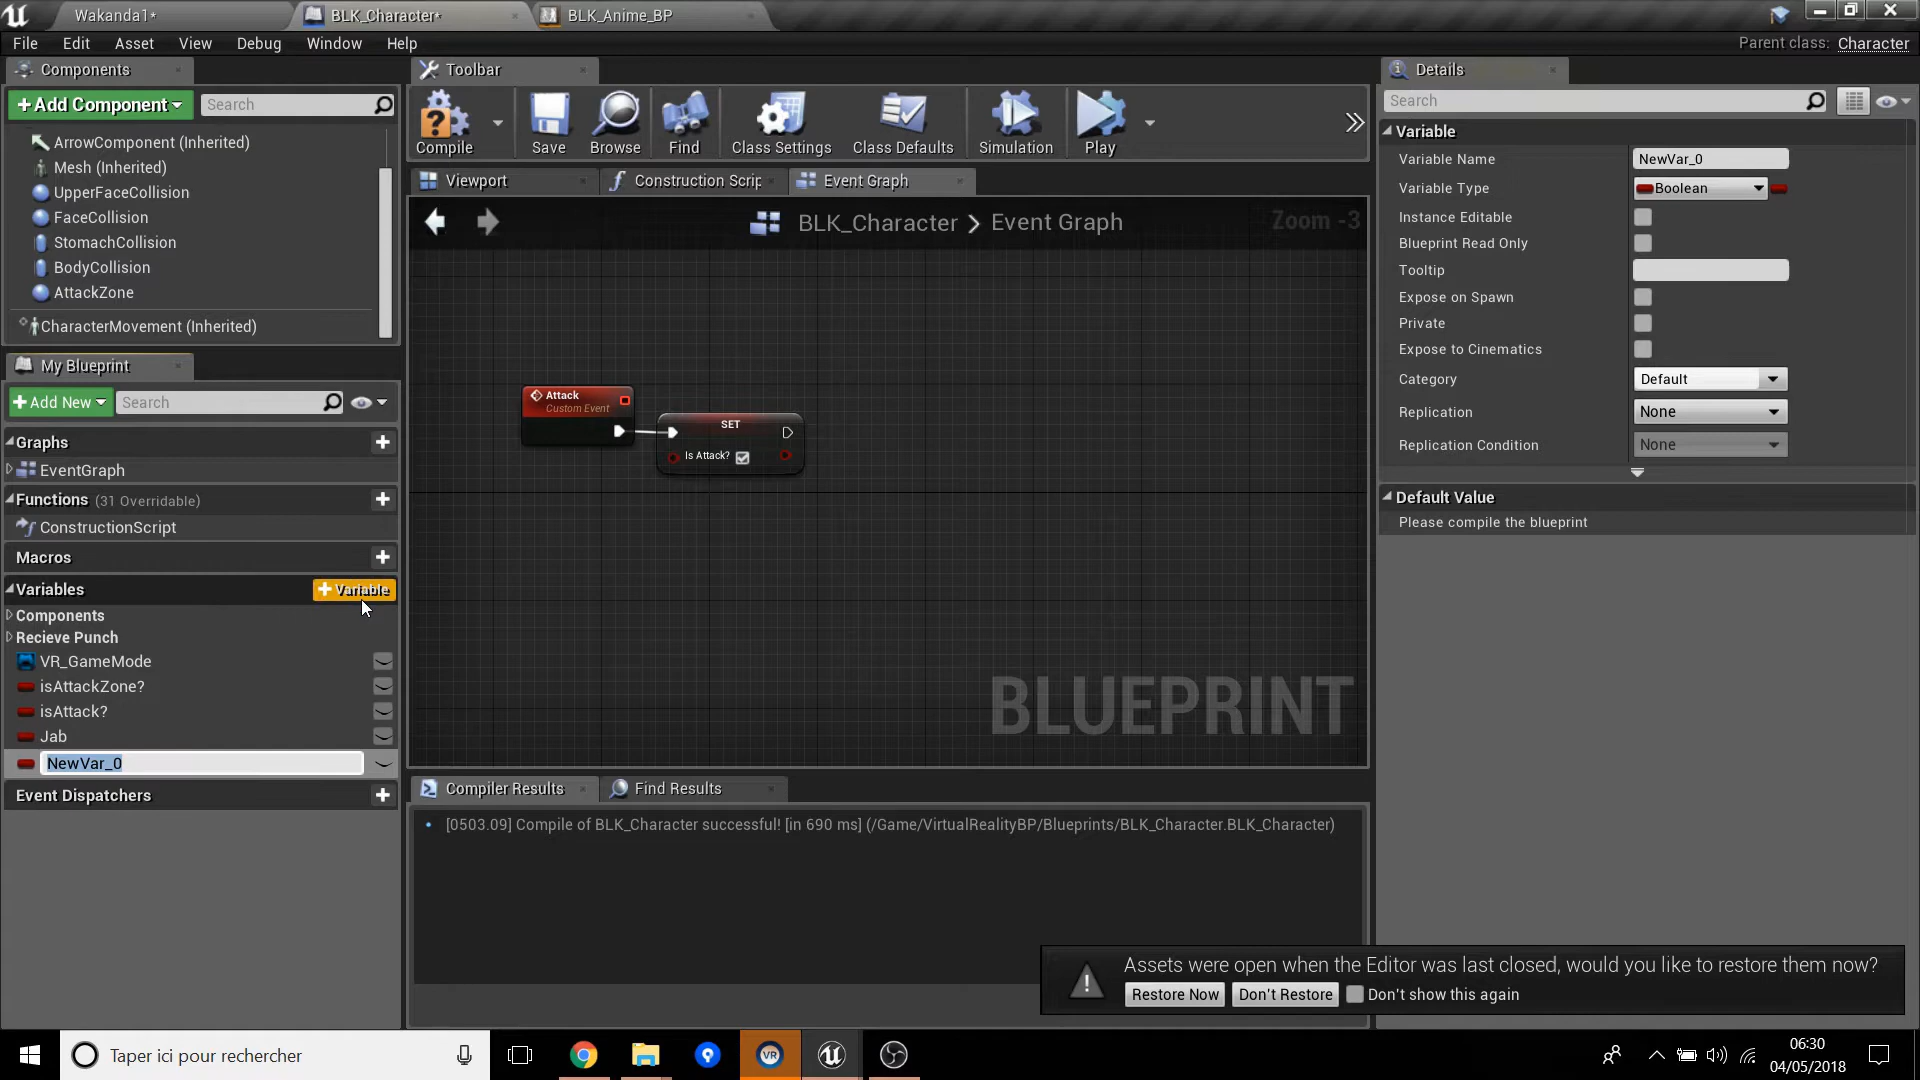 Wakanda1*
BLK_Character*
BLK_Anime_BP
File Edit Asset View Debug Window Help
Parent class: Character
Components
+Add Component
Search
ArrowComponent (Inherited)
Mesh (Inherited)
UpperFaceCollision
FaceCollision
StomachCollision
BodyCollision
AttackZone
CharacterMovement (Inherited)
My Blueprint
+Add New
Search
Graphs
EventGraph
Functions (31 Overridable)
ConstructionScript
Macros
Variables
+Variable
Components
Recieve Punch
VR_GameMode
isAttackZone?
isAttack?
Jab
NewVar_0
Event Dispatchers
Toolbar
Compile Save Browse Find Class Settings Class Defaults Simulation Play
Viewport
Construction Scrip
Event Graph
BLK_Character > Event Graph
Zoom -3
Attack
Custom Event
SET
Is Attack?
BLUEPRINT
Compiler Results
Find Results
[0503.09] Compile of BLK_Character successful! [in 690 ms] (/Game/VirtualRealityBP/Blueprints/BLK_Character.BLK_Character)
Details
Search
Variable
Variable Name NewVar_0
Variable Type Boolean
Instance Editable
Blueprint Read Only
Tooltip
Expose on Spawn
Private
Expose to Cinematics
Category Default
Replication None
Replication Condition None
Default Value
Please compile the blueprint
Assets were open when the Editor was last closed, would you like to restore them now?
Restore Now Don't Restore Don't show this again
Taper ici pour rechercher
VR
06:30
04/05/2018